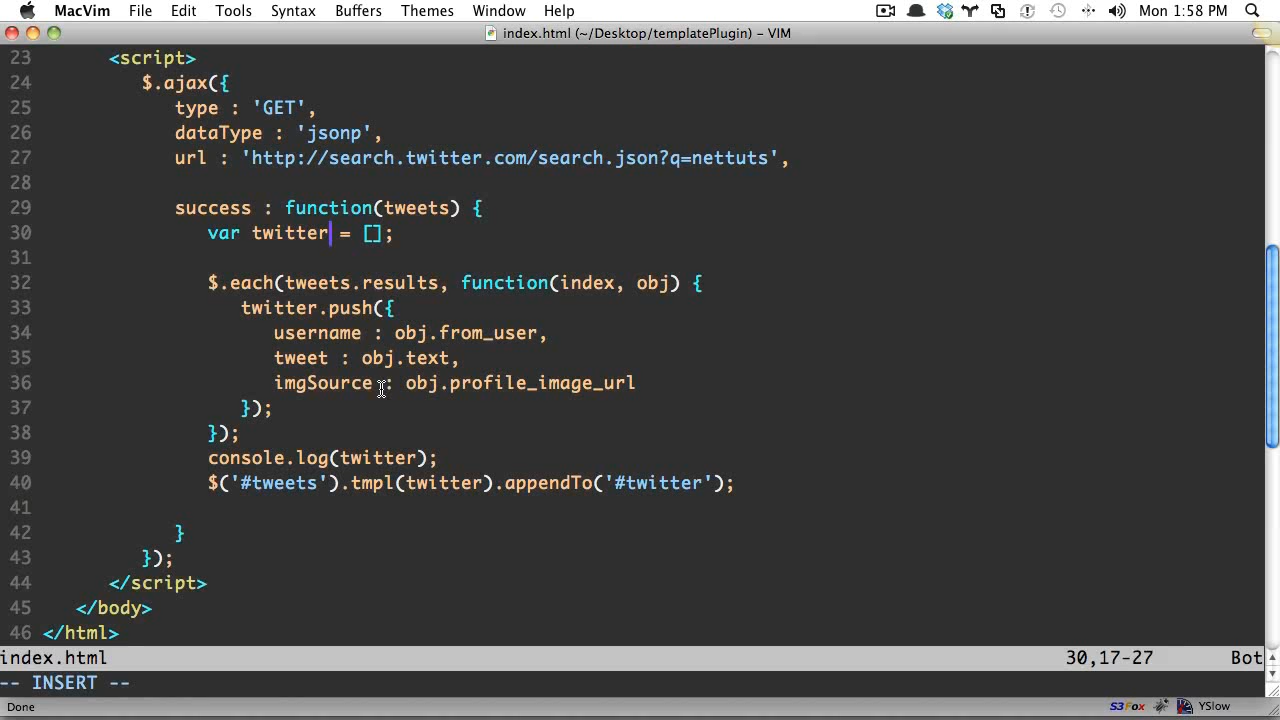 MacVim File Edit Tools Syntax Buffers Themes Window Help Mon 1:58 PM
index.html (~/Desktop/templatePlugin) – VIM
23 <script>
24 $.ajax({
25 type : 'GET',
26 dataType : 'jsonp',
27 url : 'http://search.twitter.com/search.json?q=nettuts',
28
29 success : function(tweets) {
30 var twitter = [];
31
32 $.each(tweets.results, function(index, obj) {
33 twitter.push({
34 username : obj.from_user,
35 tweet : obj.text,
36 imgSource : obj.profile_image_url
37 });
38 });
39 console.log(twitter);
40 $('#tweets').tmpl(twitter).appendTo('#twitter');
41
42 }
43 });
44 </script>
45 </body>
46 </html>
index.html 30,17-27 Bot
-- INSERT --
Done S3Fox YSlow